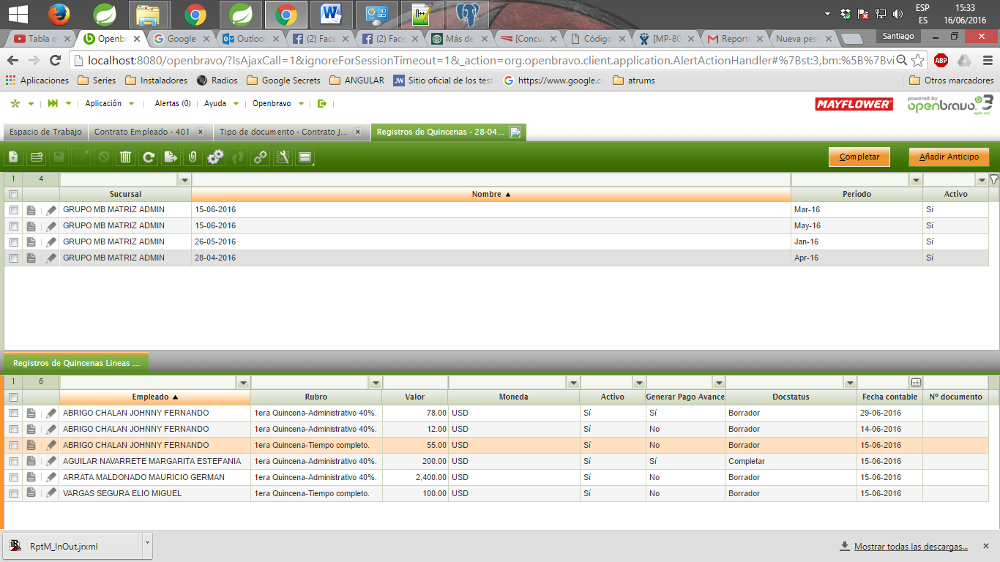 ESP 15:33
ES 16/06/2016
Tabla d Openbr Google Outlook (2) Face (2) Face Más de [Concu Código [MP-80 Reporte Nueva pest Santiago
localhost:8080/openbravo/?IsAjaxCall=1&ignoreForSessionTimeout=1&_action=org.openbravo.client.application.AlertActionHandler#%7Bst:3,bm:%5B%7Bvi ABP
Aplicaciones Series Instaladores Radios Google Secrets ANGULAR JW Sitio oficial de los test https://www.google.c atrums Otros marcadores
Aplicación Alertas (0) Ayuda Openbravo MAYFLOWER powered by openbravo 3 agile erp
Espacio de Trabajo Contrato Empleado - 401 Tipo de documento - Contrato J... Registros de Quincenas - 28-04...
Completar Añadir Anticipo
1 4
Sucursal Nombre Periodo Activo
GRUPO MB MATRIZ ADMIN 15-06-2016 Mar-16 Sí
GRUPO MB MATRIZ ADMIN 15-06-2016 May-16 Sí
GRUPO MB MATRIZ ADMIN 26-05-2016 Jan-16 Sí
GRUPO MB MATRIZ ADMIN 28-04-2016 Apr-16 Sí
Registros de Quincenas Lineas ...
1 6
Empleado Rubro Valor Moneda Activo Generar Pago Avance Docstatus Fecha contable Nº documento
ABRIGO CHALAN JOHNNY FERNANDO 1era Quincena-Administrativo 40%. 78.00 USD Sí Sí Borrador 29-06-2016
ABRIGO CHALAN JOHNNY FERNANDO 1era Quincena-Administrativo 40%. 12.00 USD Sí No Borrador 14-06-2016
ABRIGO CHALAN JOHNNY FERNANDO 1era Quincena-Tiempo completo. 55.00 USD Sí No Borrador 15-06-2016
AGUILAR NAVARRETE MARGARITA ESTEFANIA 1era Quincena-Administrativo 40%. 200.00 USD Sí Sí Completar 15-06-2016
ARRATA MALDONADO MAURICIO GERMAN 1era Quincena-Administrativo 40%. 2,400.00 USD Sí No Borrador 15-06-2016
VARGAS SEGURA ELIO MIGUEL 1era Quincena-Tiempo completo. 100.00 USD Sí No Borrador 15-06-2016
RptM_InOut.jrxml Mostrar todas las descargas...